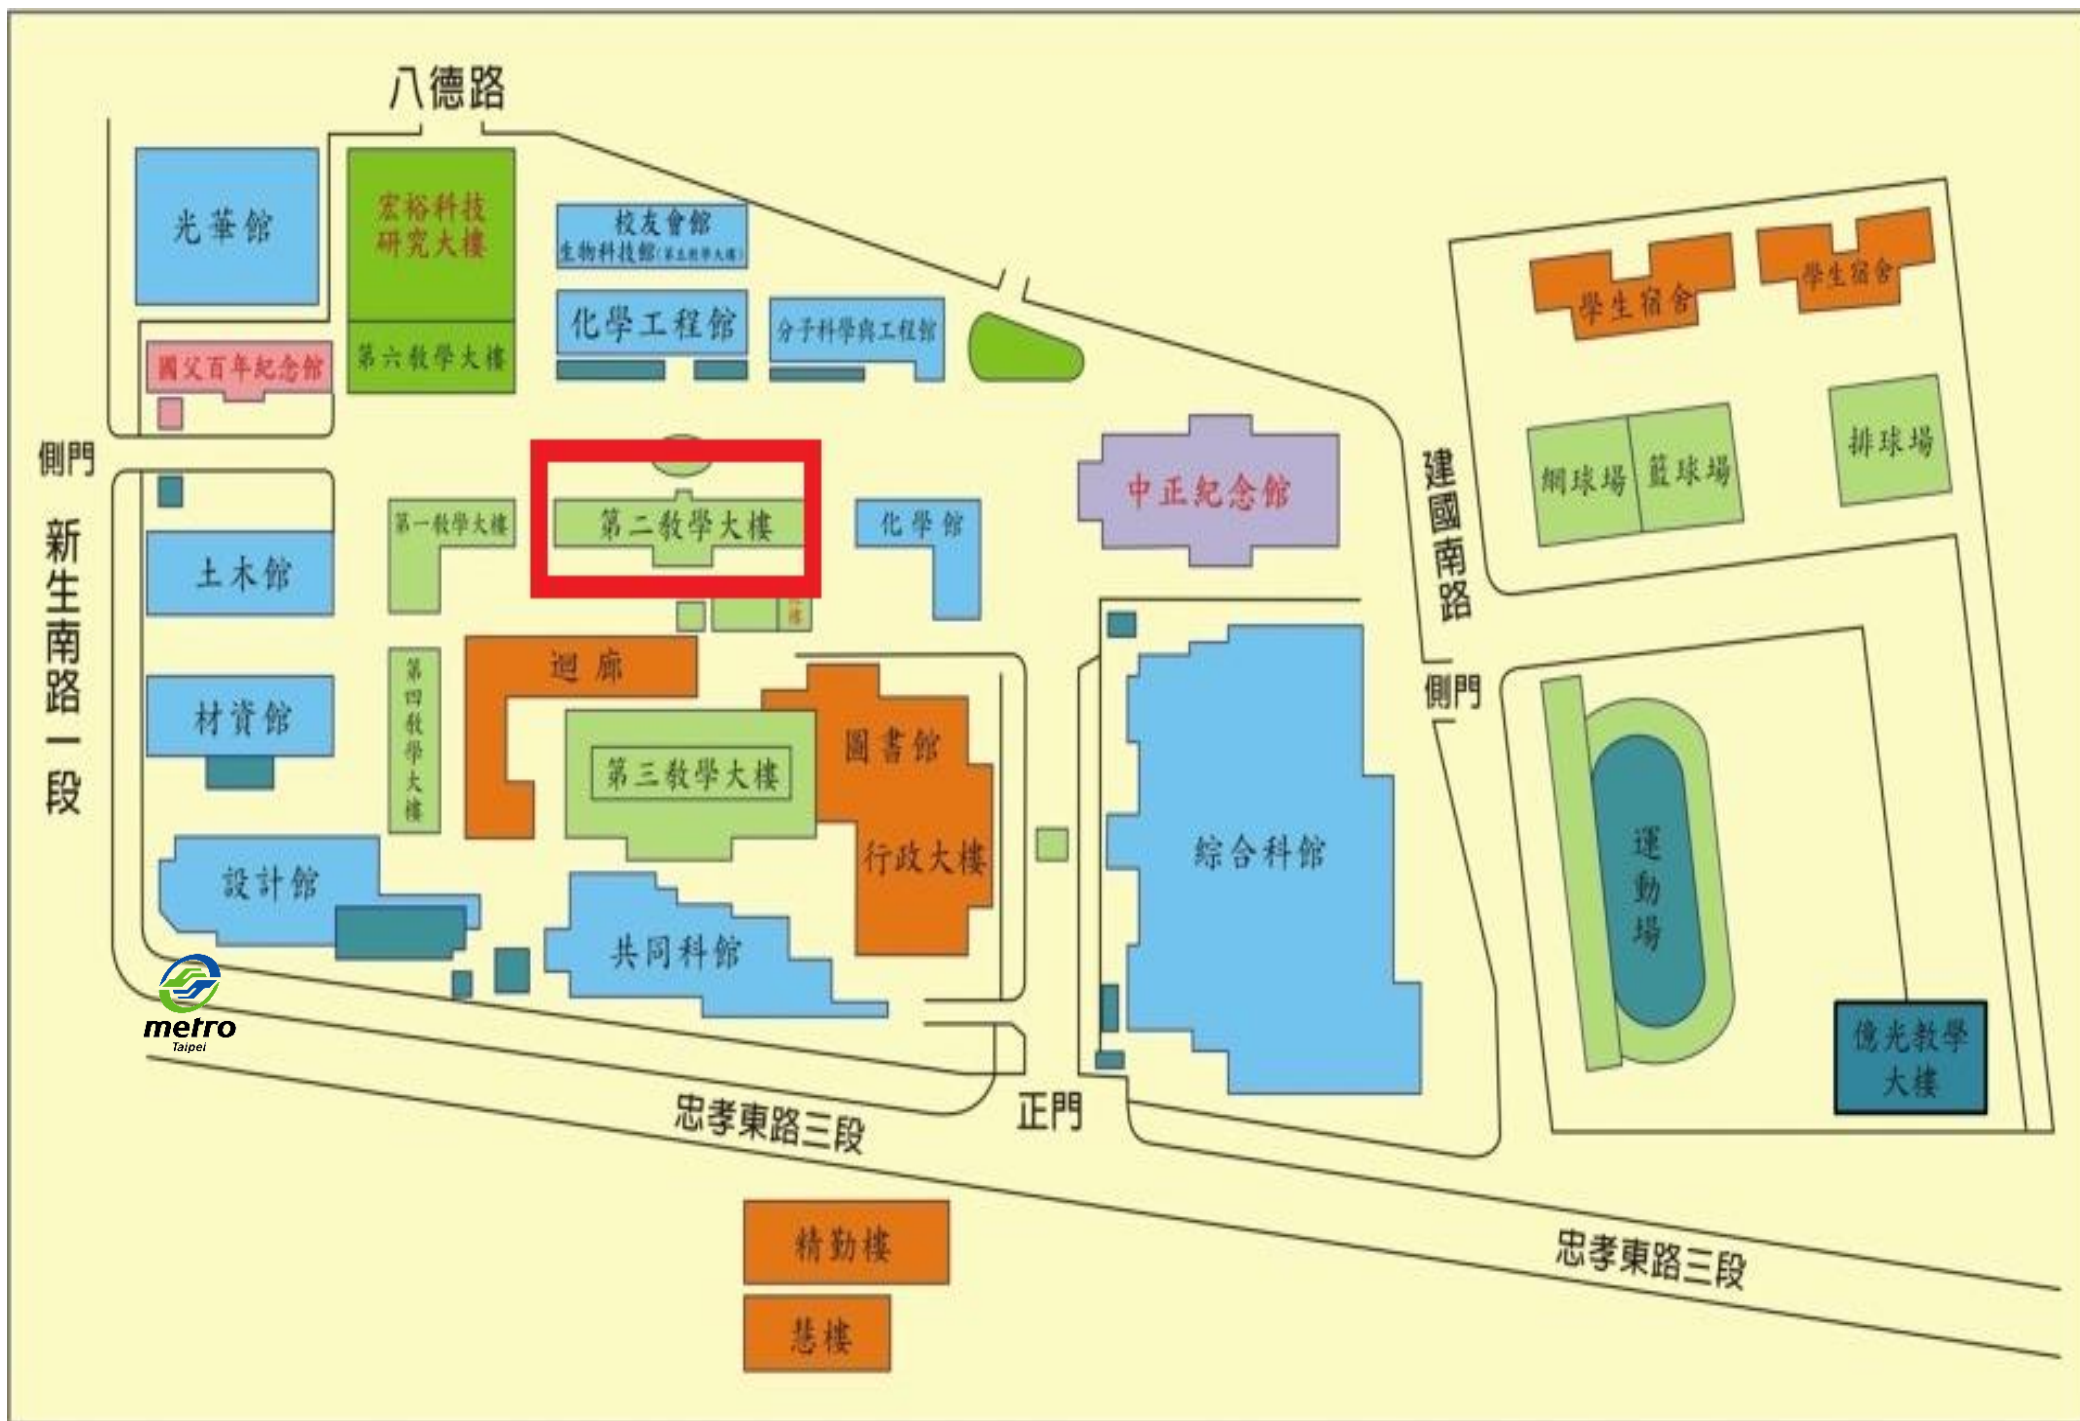 八德路
光華館
宏裕科技
研究大樓
校友會館
生物科技館(第五教學大樓)
化學工程館
分子科學與工程館
國父百年紀念館
第六教學大樓
學生宿舍
學生宿舍
網球場
籃球場
排球場
側門
新生南路一段
第一教學大樓
第二教學大樓
化學館
中正紀念館
建國南路
土木館
樓
迴廊
側門
材資館
第四教學大樓
第三教學大樓
圖書館
行政大樓
綜合科館
運動場
設計館
共同科館
metro
Taipei
億光教學
大樓
忠孝東路三段
正門
精勤樓
忠孝東路三段
慧樓